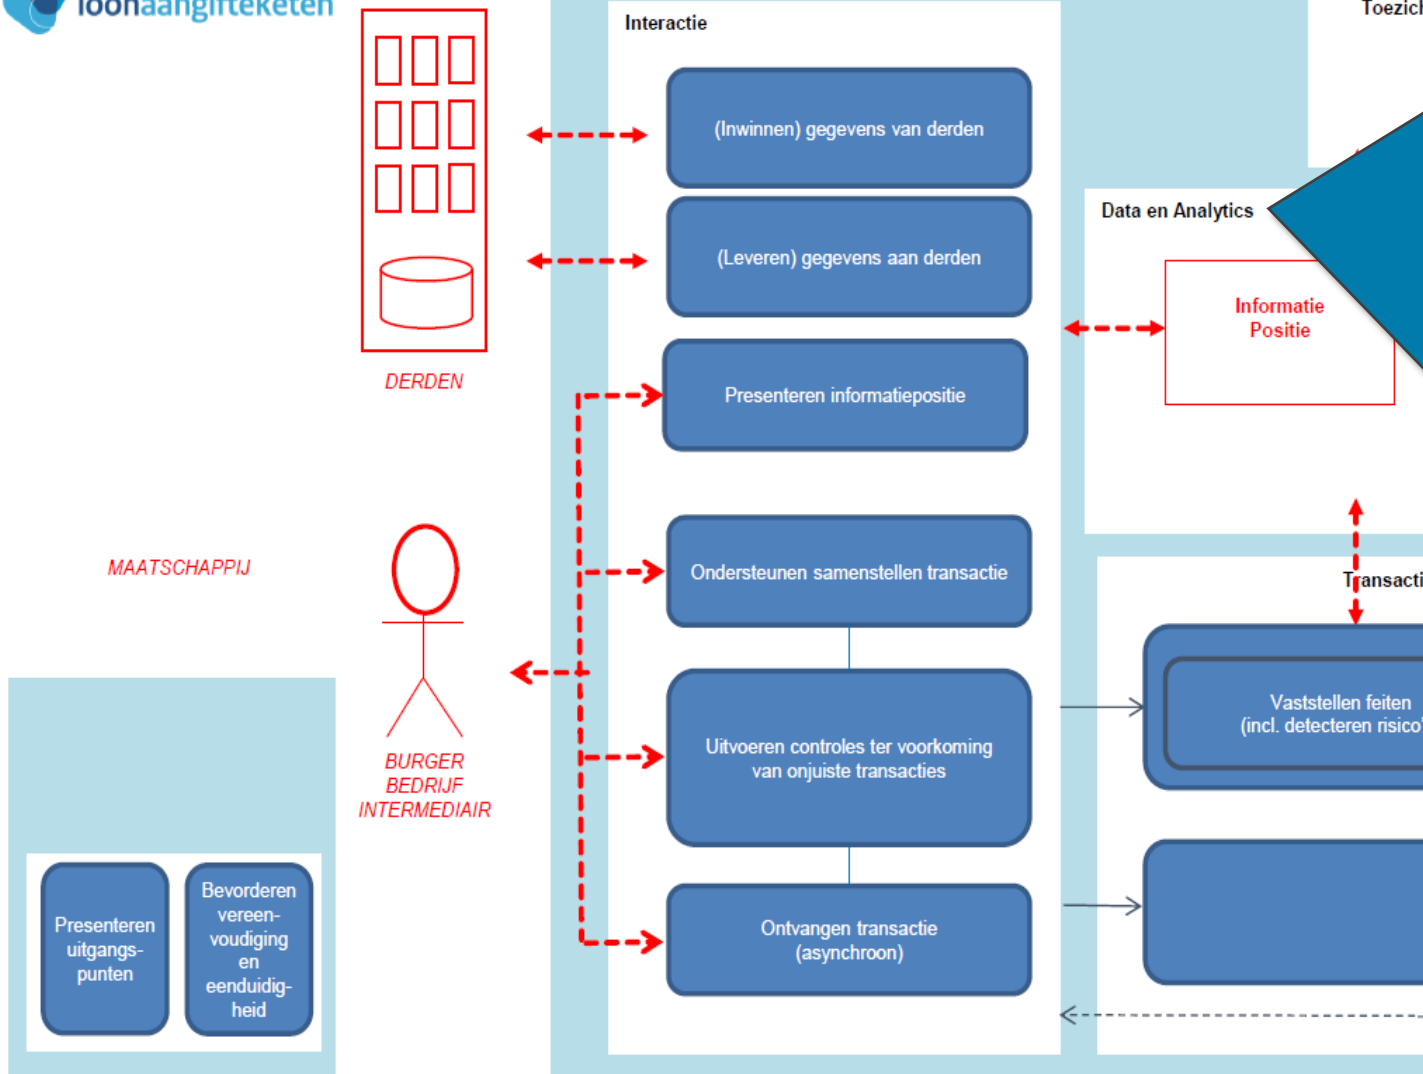 loonaangifteketen
Interactie
(Inwinnen) gegevens van derden
(Leveren) gegevens aan derden
Presenteren informatiepositie
Ondersteunen samenstellen transactie
Uitvoeren controles ter voorkoming
van onjuiste transacties
Ontvangen transactie
(asynchroon)
DERDEN
MAATSCHAPPIJ
BURGER
BEDRIJF
INTERMEDIAIR
Presenteren
uitgangs-
punten
Bevorderen
vereen-
voudiging
en
eenduidig-
heid
Toezich
Data en Analytics
Informatie
Positie
Transacti
Vaststellen feiten
(incl. detecteren risico'